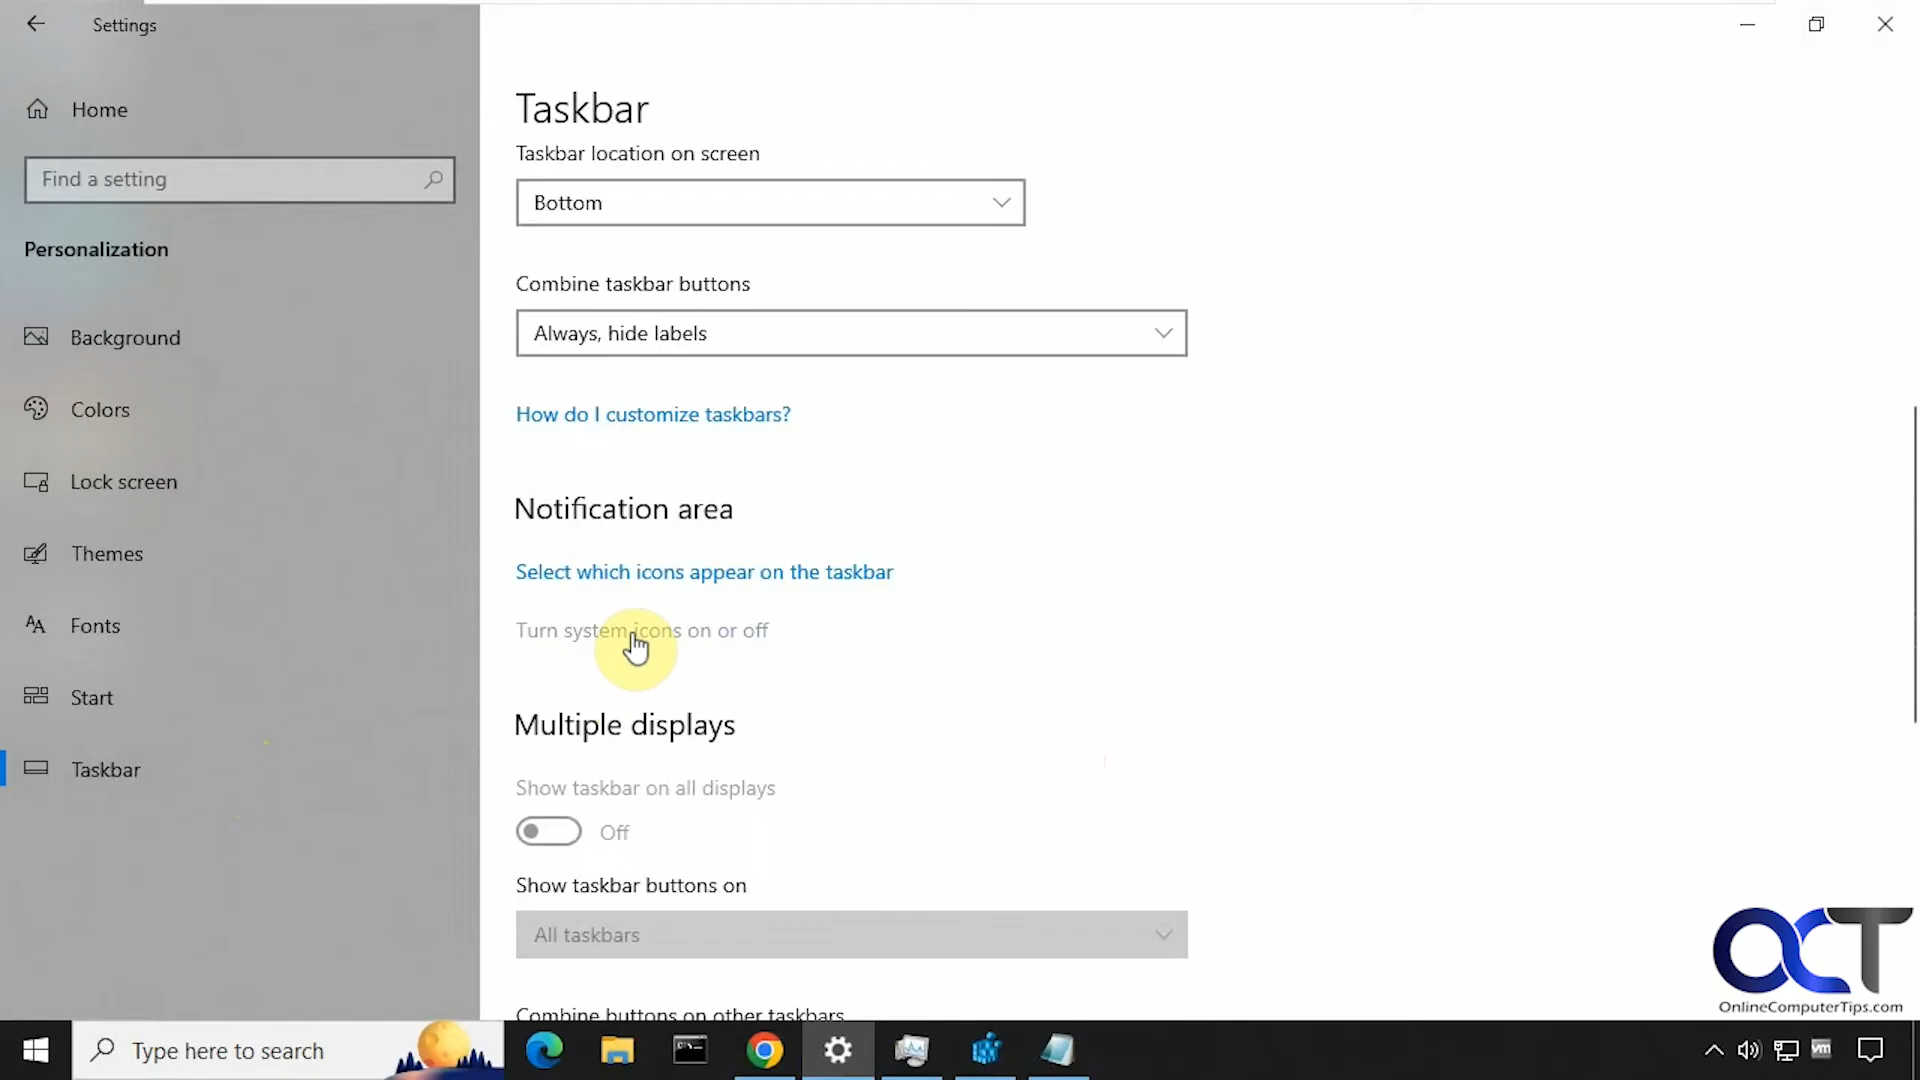 Settings
Home
Find a setting
Personalization
Background
Colors
Lock screen
Themes
Fonts
Start
Taskbar
Taskbar
Taskbar location on screen
Bottom
Combine taskbar buttons
Always, hide labels
How do I customize taskbars?
Notification area
Select which icons appear on the taskbar
Turn system icons on or off
Multiple displays
Show taskbar on all displays
Off
Show taskbar buttons on
All taskbars
Combine buttons on other taskbars
OCT
OnlineComputerTips.com
Type here to search
vm